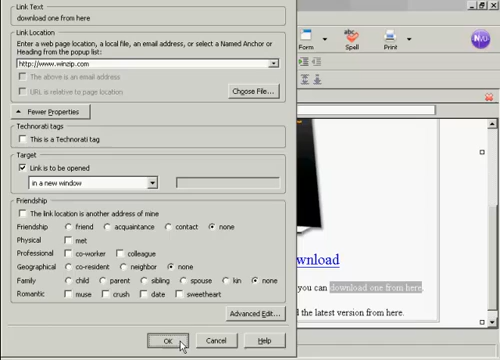 Link Text
download one from here
Link Location
Enter a web page location, a local file, an email address, or select a Named Anchor or
Heading from the popup list:
http://www.winzip.com
The above is an email address
URL is relative to page location
Choose File...
Fewer Properties
Technorati tags
This is a Technorati tag
Target
Link is to be opened
in a new window
Friendship
The link location is another address of mine
Friendship friend acquaintance contact none
Physical met
Professional co-worker colleague
Geographical co-resident neighbor none
Family child parent sibling spouse kin none
Romantic muse crush date sweetheart
Advanced Edit...
OK Cancel Help
Form Spell Print
abc
NU
wnload
you can download one from here.
d the latest version from here.